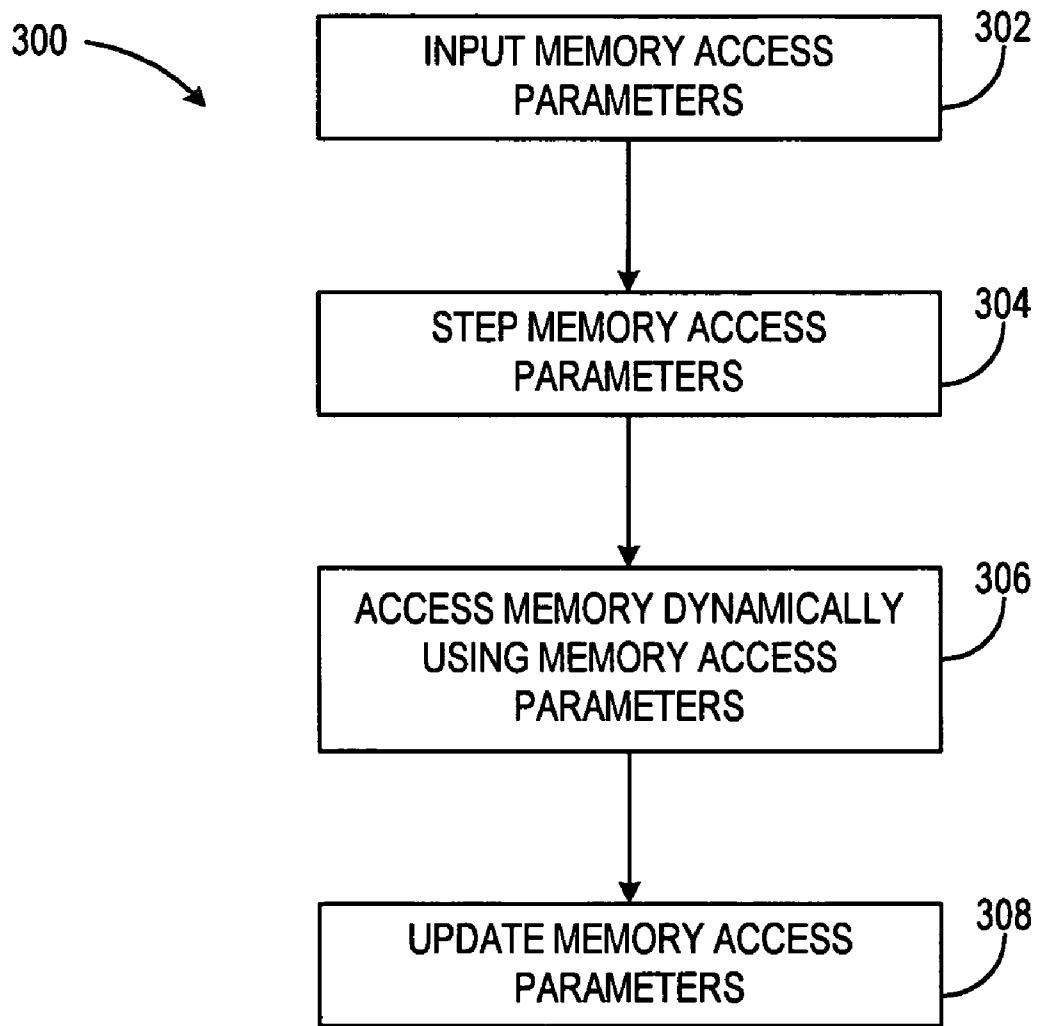 300
302
INPUT MEMORY ACCESS
PARAMETERS
304
STEP MEMORY ACCESS
PARAMETERS
306
ACCESS MEMORY DYNAMICALLY
USING MEMORY ACCESS
PARAMETERS
308
UPDATE MEMORY ACCESS
PARAMETERS